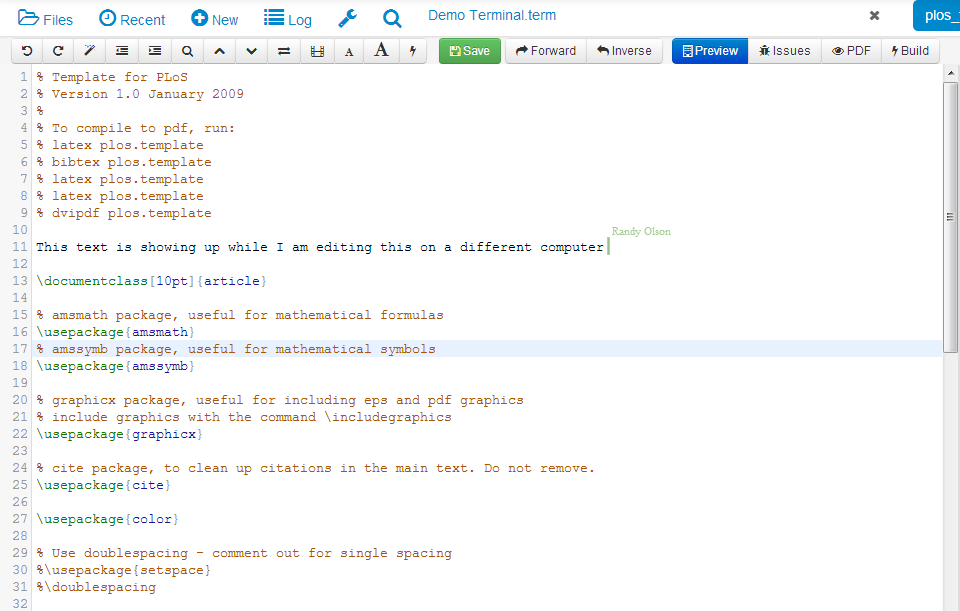 Files Recent New Log Demo Terminal.term plos_
A A Save Forward Inverse Preview Issues PDF Build
1 % Template for PLoS
2 % Version 1.0 January 2009
3 %
4 % To compile to pdf, run:
5 % latex plos.template
6 % bibtex plos.template
7 % latex plos.template
8 % latex plos.template
9 % dvipdf plos.template
10
Randy Olson
11 This text is showing up while I am editing this on a different computer
12
13 \documentclass[10pt]{article}
14
15 % amsmath package, useful for mathematical formulas
16 \usepackage{amsmath}
17 % amssymb package, useful for mathematical symbols
18 \usepackage{amssymb}
19
20 % graphicx package, useful for including eps and pdf graphics
21 % include graphics with the command \includegraphics
22 \usepackage{graphicx}
23
24 % cite package, to clean up citations in the main text. Do not remove.
25 \usepackage{cite}
26
27 \usepackage{color}
28
29 % Use doublespacing - comment out for single spacing
30 %\usepackage{setspace}
31 %\doublespacing
32